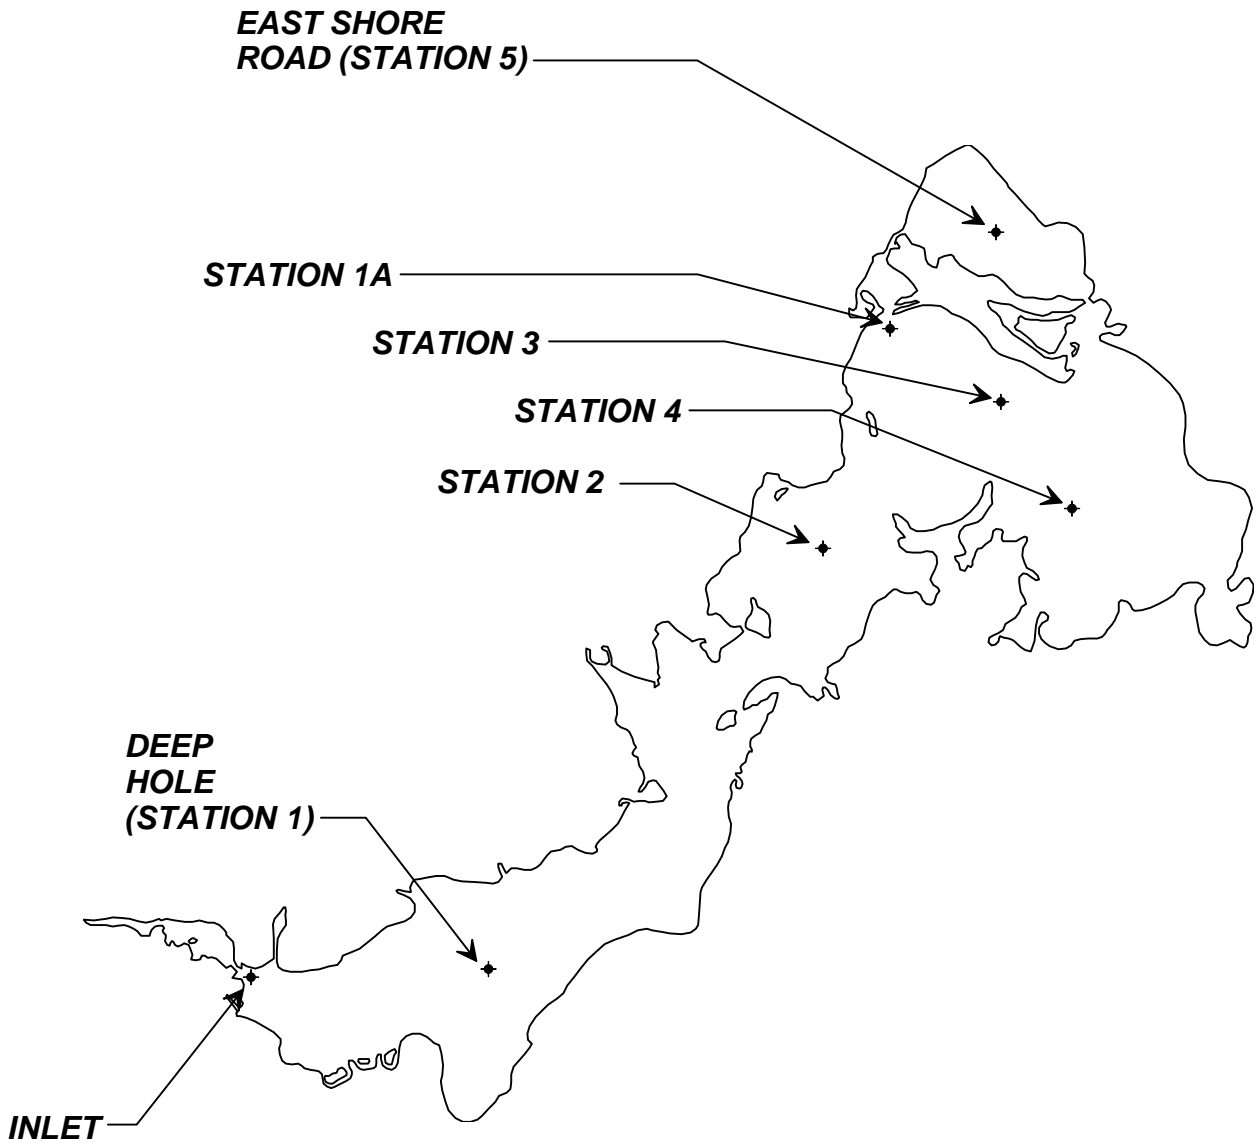 EAST SHORE
ROAD (STATION 5)
STATION 1A
STATION 3
STATION 4
STATION 2
DEEP
HOLE
(STATION 1)
INLET